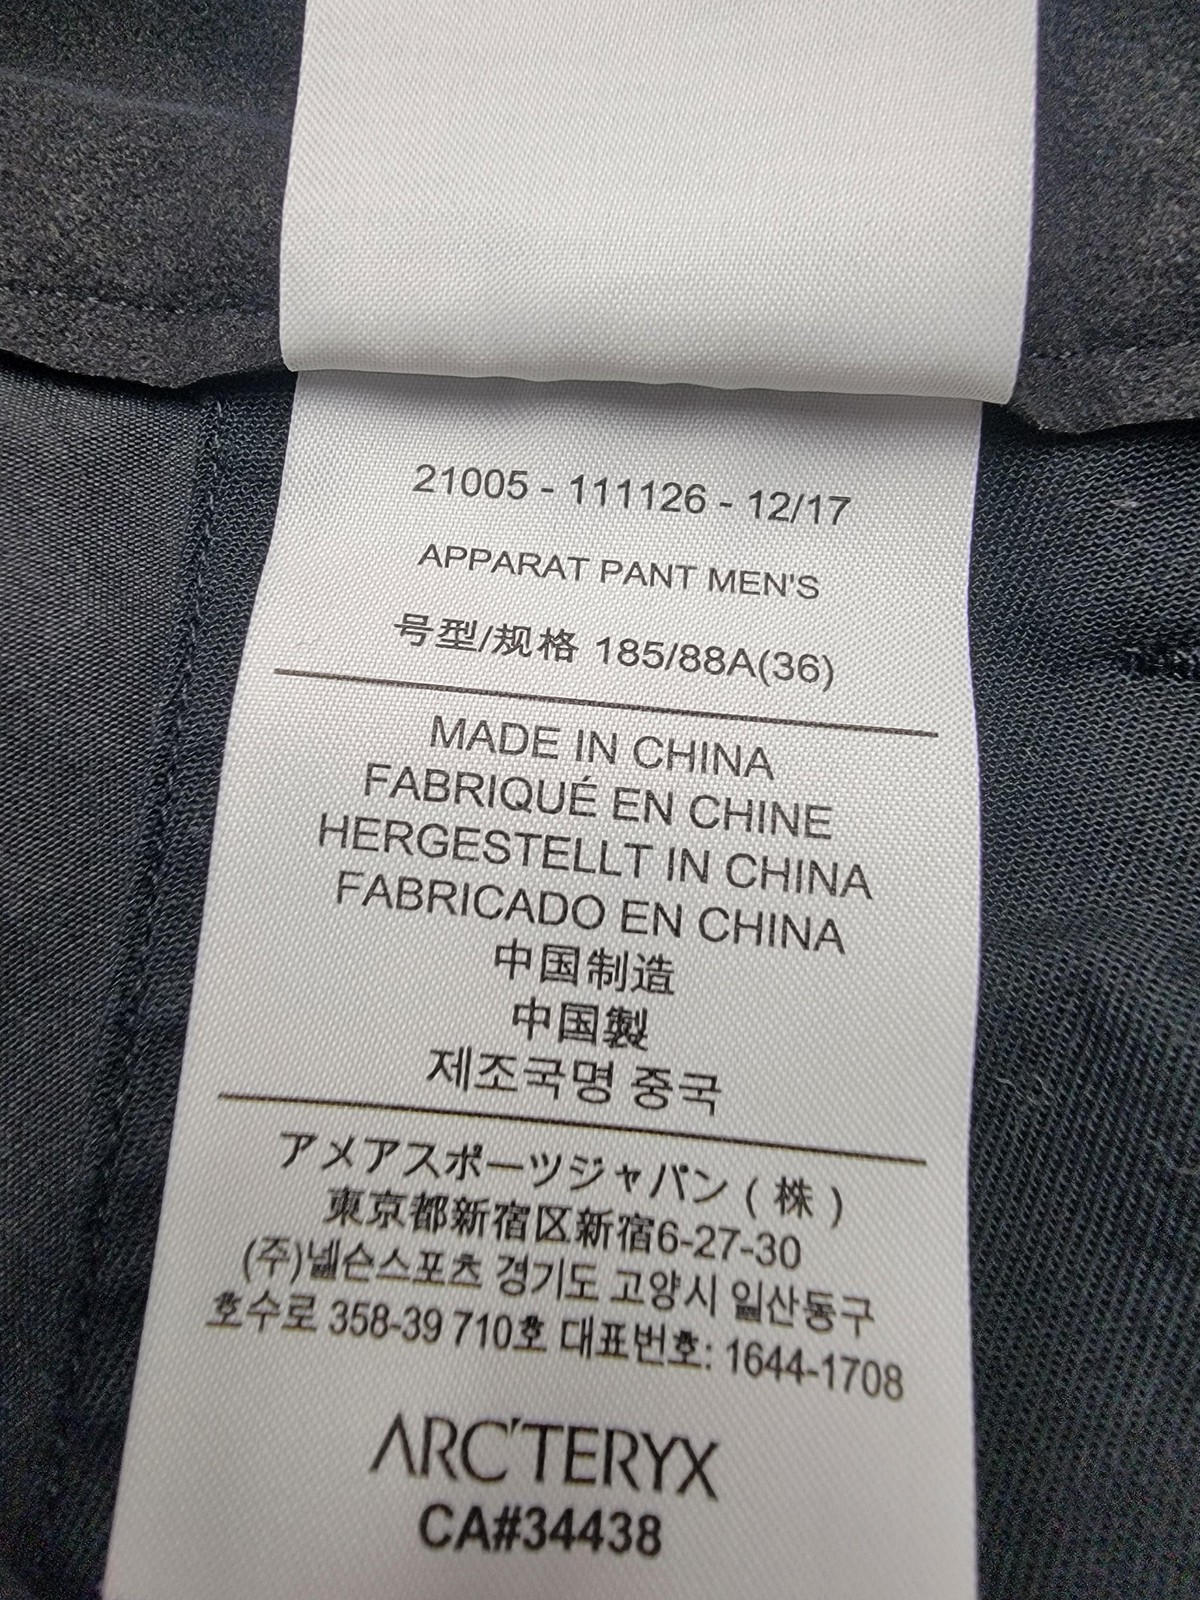 21005 - 111126 - 12/17
APPARAT PANT MEN'S
号型/规格 185/88A(36)
MADE IN CHINA
FABRIQUÉ EN CHINE
HERGESTELLT IN CHINA
FABRICADO EN CHINA
中国制造
中国製
제조국명 중국
アメアスポーツジャパン (株)
東京都新宿区新宿6-27-30
(주)넬슨스포츠 경기도 고양시 일산동구
호수로 358-39 710호 대표번호: 1644-1708
ARC'TERYX
CA#34438